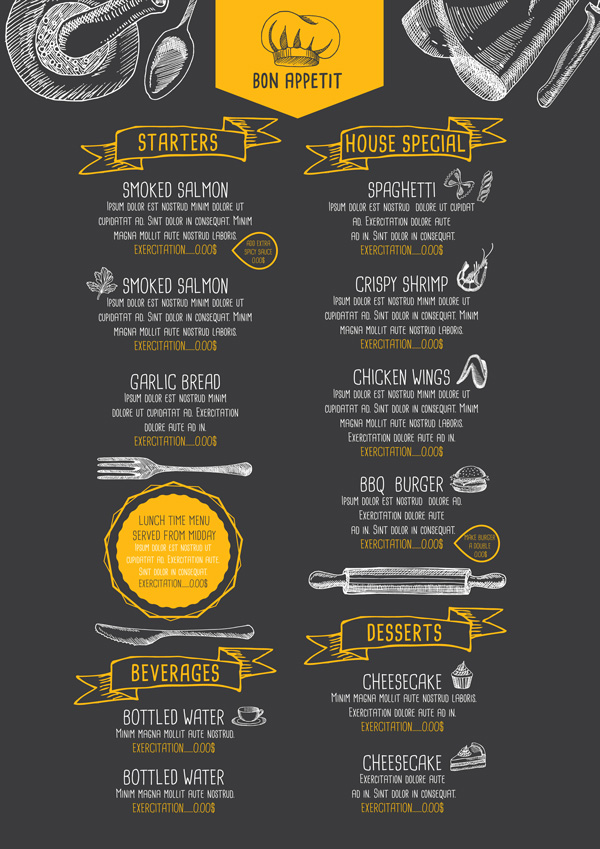 BON APPETIT
STARTERS
SMOKED SALMON
IPSUM DOLOR EST NOSTRUD MINIM DOLORE UT
CUPIDATAT AD. SINT DOLOR IN CONSEQUAT. MINIM
MAGNA MOLLIT AUTE NOSTRUD LABORIS.
EXERCITATION.....0.00$
ADD EXTRA
SPICY SAUCE
0.00$
SMOKED SALMON
IPSUM DOLOR EST NOSTRUD MINIM DOLORE UT
CUPIDATAT AD. SINT DOLOR IN CONSEQUAT. MINIM
MAGNA MOLLIT AUTE NOSTRUD LABORIS.
EXERCITATION.....0.00$
GARLIC BREAD
IPSUM DOLOR EST NOSTRUD MINIM
DOLORE UT CUPIDATAT AD. EXERCITATION
DOLORE AUTE AD IN.
EXERCITATION.....0.00$
LUNCH TIME MENU
SERVED FROM MIDDAY
IPSUM DOLOR EST NOSTRUD UT
CUPIDATAT AD. EXERCITATION AUTE.
SINT DOLOR IN CONSEQUAT.
EXERCITATION.....0.00$
BEVERAGES
BOTTLED WATER
MINIM MAGNA MOLLIT AUTE NOSTRUD.
EXERCITATION.....0.00$
BOTTLED WATER
MINIM MAGNA MOLLIT AUTE NOSTRUD.
EXERCITATION.....0.00$
HOUSE SPECIAL
SPAGHETTI
IPSUM DOLOR EST NOSTRUD DOLORE UT CUPIDAT
AD. EXERCITATION DOLORE AUTE
AD IN. SINT DOLOR IN CONSEQUAT.
EXERCITATION.....0.00$
CRISPY SHRIMP
IPSUM DOLOR EST NOSTRUD MINIM DOLORE UT
CUPIDATAT AD. SINT DOLOR IN CONSEQUAT. MINIM
MAGNA MOLLIT AUTE NOSTRUD LABORIS.
EXERCITATION.....0.00$
CHICKEN WINGS
IPSUM DOLOR EST NOSTRUD MINIM DOLORE UT
CUPIDATAT AD. SINT DOLOR IN CONSEQUAT. MINIM
MAGNA MOLLIT AUTE NOSTRUD LABORIS.
EXERCITATION DOLORE AUTE AD IN.
EXERCITATION.....0.00$
BBQ BURGER
IPSUM DOLOR EST NOSTRUD DOLORE AD.
EXERCITATION DOLORE AUTE
AD IN. SINT DOLOR IN CONSEQUAT.
EXERCITATION.....0.00$
MAKE BURGER
A DOUBLE
0.00$
DESSERTS
CHEESECAKE
MINIM MAGNA MOLLIT AUTE NOSTRUD LABORIS.
EXERCITATION DOLORE AUTE AD IN.
EXERCITATION.....0.00$
CHEESECAKE
EXERCITATION DOLORE AUTE
AD IN. SINT DOLOR IN CONSEQUAT.
EXERCITATION.....0.00$